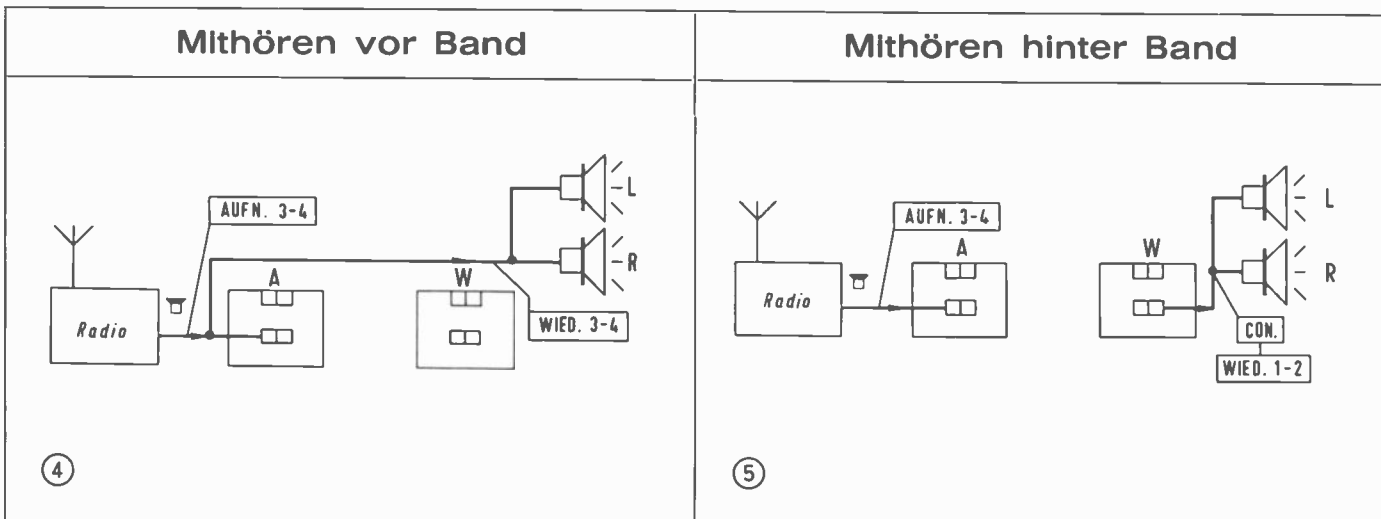 Mithören vor Band
Mithören hinter Band
AUFN. 3-4
L
R
A
W
Radio
WIED. 3-4
4
AUFN. 3-4
L
R
A
W
Radio
CON.
WIED. 1-2
5